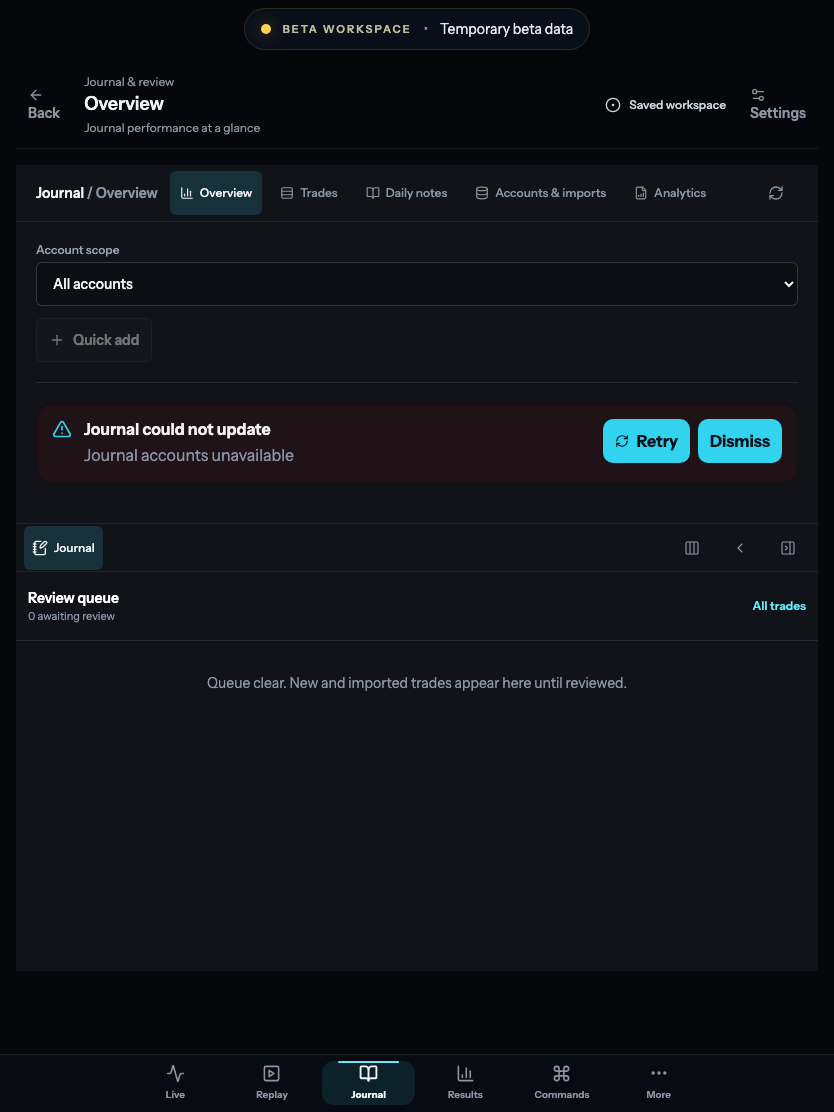 BETA WORKSPACE · Temporary beta data
Back
Journal & review
Overview
Journal performance at a glance
Saved workspace
Settings
Journal / Overview
Overview
Trades
Daily notes
Accounts & imports
Analytics
Account scope
All accounts
+ Quick add
Journal could not update
Journal accounts unavailable
Retry
Dismiss
Journal
Review queue
0 awaiting review
All trades
Queue clear. New and imported trades appear here until reviewed.
Live
Replay
Journal
Results
Commands
More